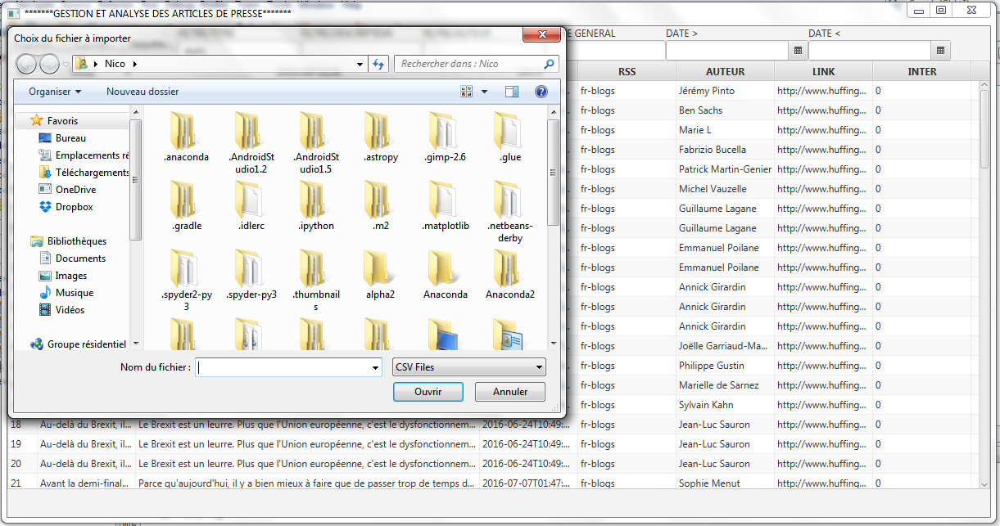 *******GESTION ET ANALYSE DES ARTICLES DE PRESSE*******
Choix du fichier à importer
E GENERAL DATE > DATE <
Nico
Rechercher dans : Nico
Organiser Nouveau dossier
RSS AUTEUR LINK INTER
fr-blogs Jérémy Pinto http://www.huffing... 0
fr-blogs Ben Sachs http://www.huffing... 0
fr-blogs Marie L http://www.huffing... 0
fr-blogs Fabrizio Bucella http://www.huffing... 0
fr-blogs Patrick Martin-Genier http://www.huffing... 0
fr-blogs Michel Vauzelle http://www.huffing... 0
fr-blogs Guillaume Lagane http://www.huffing... 0
fr-blogs Guillaume Lagane http://www.huffing... 0
fr-blogs Emmanuel Poilane http://www.huffing... 0
fr-blogs Emmanuel Poilane http://www.huffing... 0
fr-blogs Annick Girardin http://www.huffing... 0
fr-blogs Annick Girardin http://www.huffing... 0
fr-blogs Annick Girardin http://www.huffing... 0
fr-blogs Joëlle Garriaud-Ma... http://www.huffing... 0
fr-blogs Philippe Gustin http://www.huffing... 0
fr-blogs Marielle de Sarnez http://www.huffing... 0
fr-blogs Sylvain Kahn http://www.huffing... 0
Favoris
Bureau
Emplacements ré
Téléchargements
OneDrive
Dropbox
Bibliothèques
Documents
Images
Musique
Vidéos
Groupe résidentiel
.anaconda .AndroidSt .AndroidSt .astropy .gimp-2.6 .glue
udio1.2 udio1.5
.gradle .idlerc .ipython .m2 .matplotlib .netbeans-
derby
.spyder2-py .spyder-py3 .thumbnail alpha2 Anaconda Anaconda2
3 s
Nom du fichier : CSV Files
Ouvrir Annuler
18 Au-delà du Brexit, il... Le Brexit est un leurre. Plus que l'Union européenne, c'est le dysfonctionnem... 2016-06-24T10:49:... fr-blogs Jean-Luc Sauron http://www.huffing... 0
19 Au-delà du Brexit, il... Le Brexit est un leurre. Plus que l'Union européenne, c'est le dysfonctionnem... 2016-06-24T10:49:... fr-blogs Jean-Luc Sauron http://www.huffing... 0
20 Au-delà du Brexit, il... Le Brexit est un leurre. Plus que l'Union européenne, c'est le dysfonctionnem... 2016-06-24T10:49:... fr-blogs Jean-Luc Sauron http://www.huffing... 0
21 Avant la demi-final... Parce qu'aujourd'hui, il y a bien mieux à faire que de passer trop de temps d... 2016-07-07T01:47:... fr-blogs Sophie Menut http://www.huffing... 0